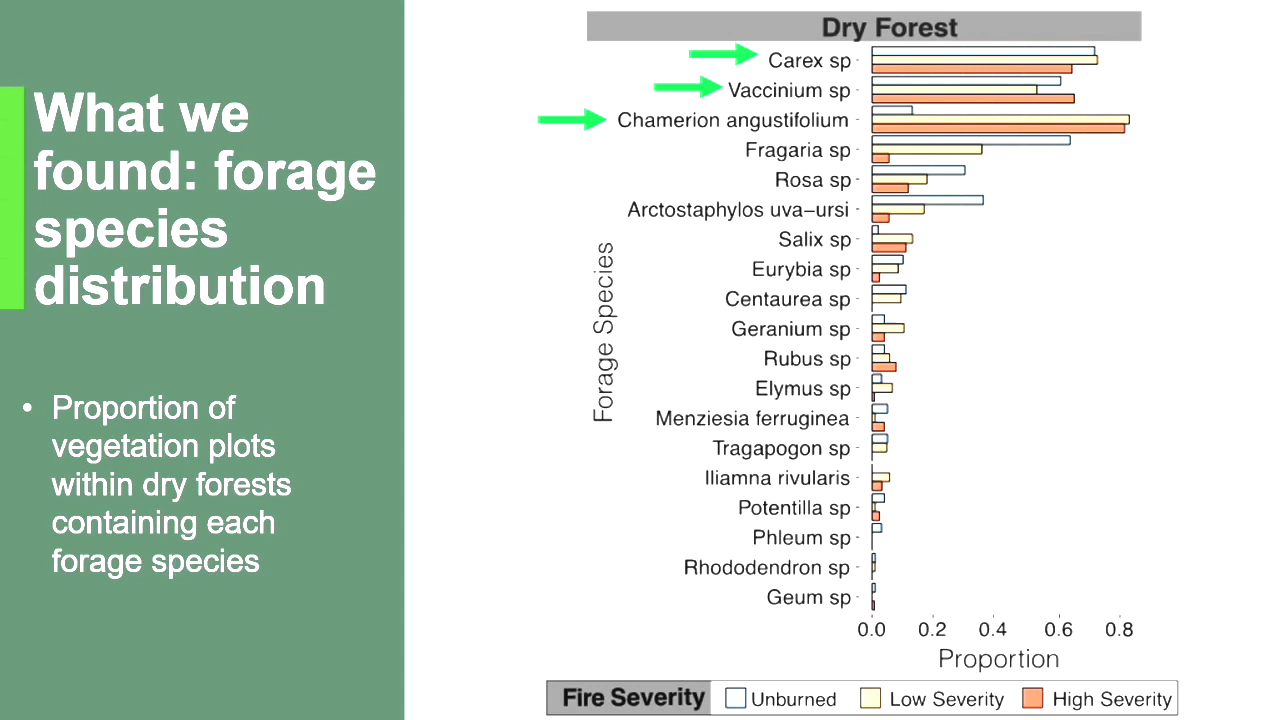 What we
found: forage
species
distribution
• Proportion of
vegetation plots
within dry forests
containing each
forage species
Dry Forest
Forage Species
Carex sp
Vaccinium sp
Chamerion angustifolium
Fragaria sp
Rosa sp
Arctostaphylos uva−ursi
Salix sp
Eurybia sp
Centaurea sp
Geranium sp
Rubus sp
Elymus sp
Menziesia ferruginea
Tragapogon sp
Iliamna rivularis
Potentilla sp
Phleum sp
Rhododendron sp
Geum sp
0.0 0.2 0.4 0.6 0.8
Proportion
Fire Severity Unburned Low Severity High Severity